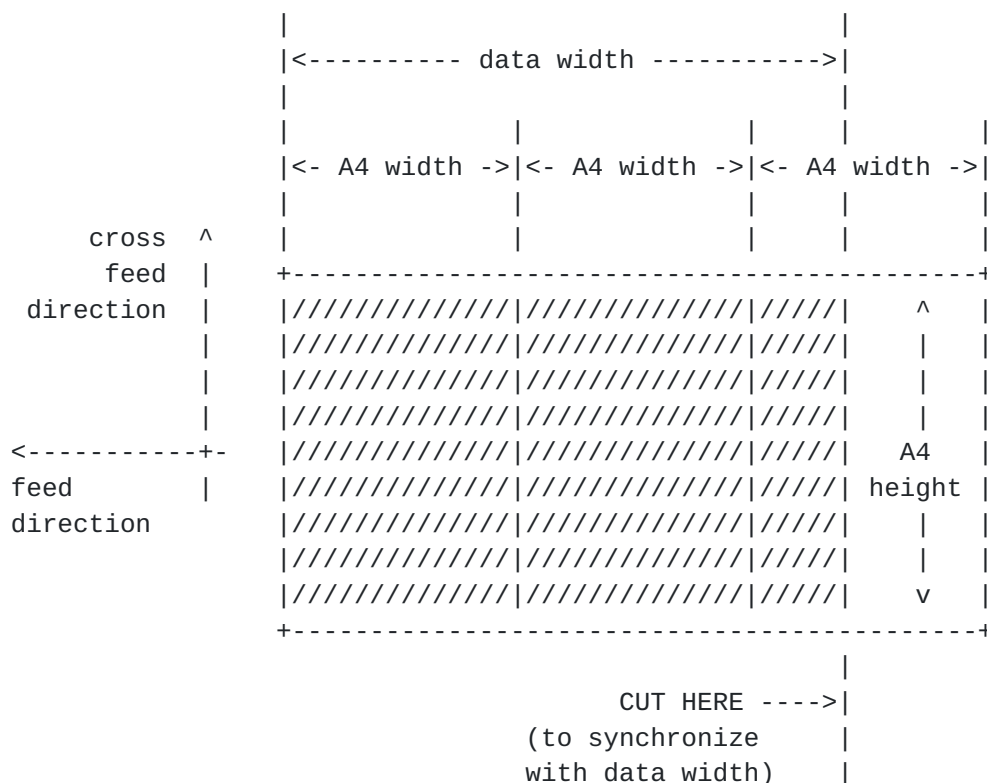 |                                   |
|<---------- data width ----------->|
|                                   |
|              |              |     |        |
|<- A4 width ->|<- A4 width ->|<- A4 width ->|
|              |              |     |        |
cross  ^    |              |              |     |        |
feed  |    +--------------------------------------------+
direction  |    |//////////////|//////////////|/////|    ^   |
|    |//////////////|//////////////|/////|    |   |
|    |//////////////|//////////////|/////|    |   |
|    |//////////////|//////////////|/////|    |   |
<-----------+-   |//////////////|//////////////|/////|   A4   |
feed        |    |//////////////|//////////////|/////| height |
direction        |//////////////|//////////////|/////|    |   |
|//////////////|//////////////|/////|    |   |
|//////////////|//////////////|/////|    v   |
+--------------------------------------------+
|
CUT HERE ---->|
(to synchronize     |
with data width)    |